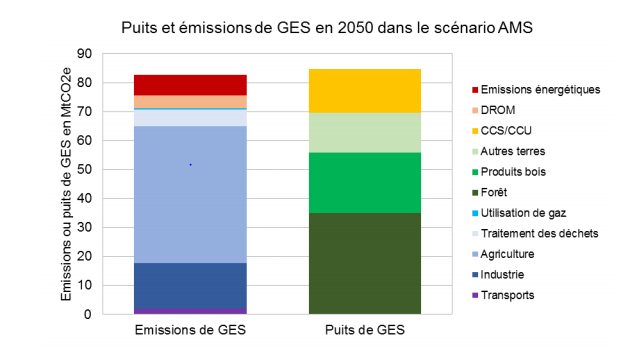 Puits et émissions de GES en 2050 dans le scénario AMS
Emissions ou puits de GES en MtCO2e
90
80
70
60
50
40
30
20
10
0
Emissions de GES
Puits de GES
Emissions énergétiques
DROM
CCS/CCU
Autres terres
Produits bois
Forêt
Utilisation de gaz
Traitement des déchets
Agriculture
Industrie
Transports